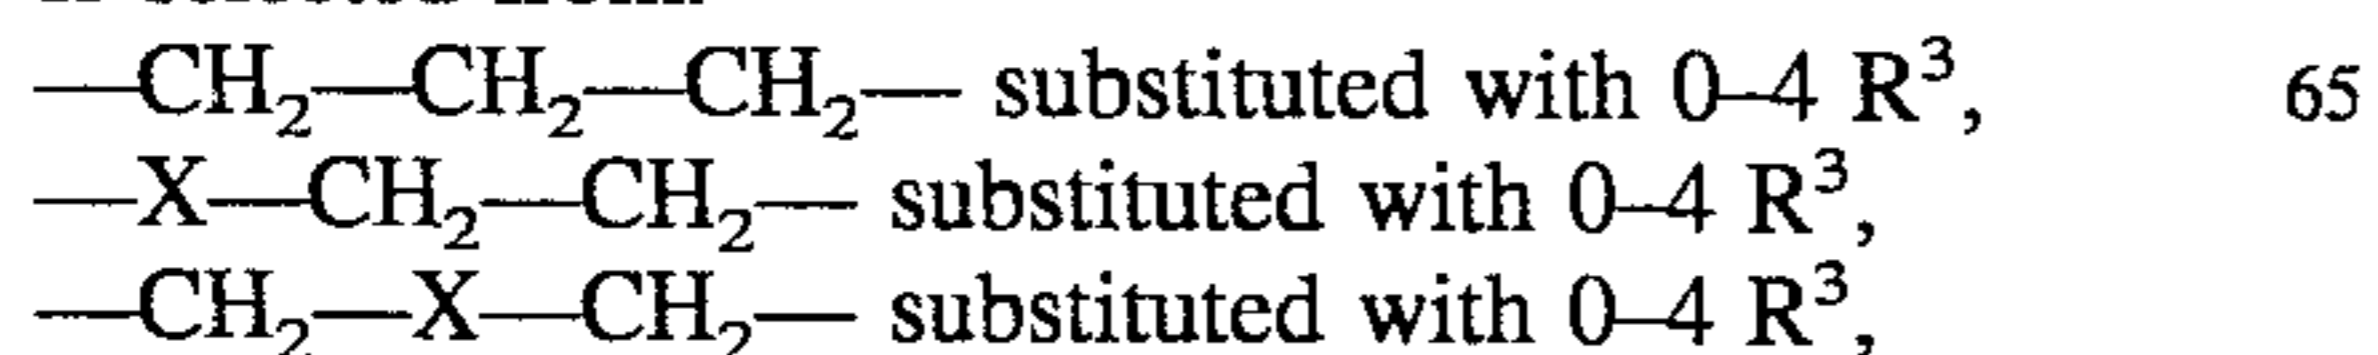 —CH₂—CH₂—CH₂— substituted with 0–4 R³, 65
—X—CH₂—CH₂— substituted with 0–4 R³,
—CH₂—X—CH₂— substituted with 0–4 R³,